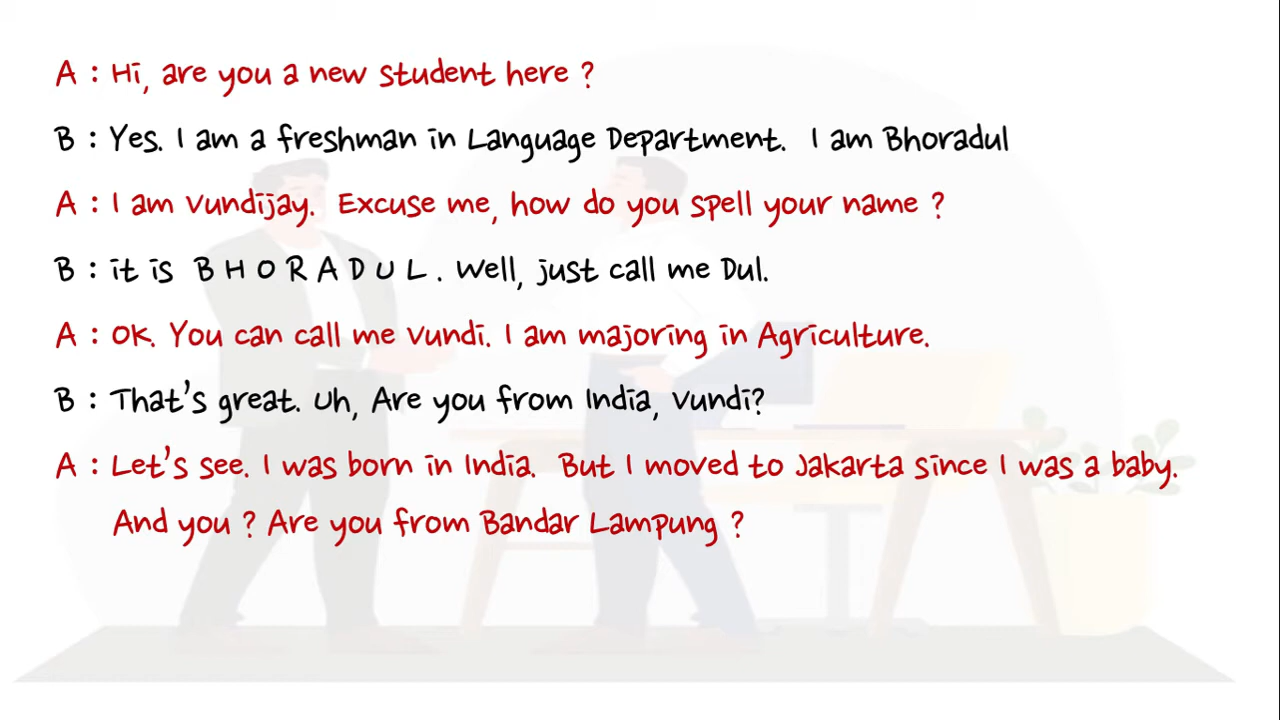 A : Hi, are you a new student here ?
B : Yes. I am a freshman in Language Department. I am Bhoradul
A : I am Vundijay. Excuse me, how do you spell your name ?
B : it is B H O R A D U L . Well, just call me Dul.
A : OK. You can call me Vundi. I am majoring in Agriculture.
B : That's great. Uh, Are you from India, Vundi?
A : Let's see. I was born in India. But I moved to Jakarta since I was a baby.
And you ? Are you from Bandar Lampung ?